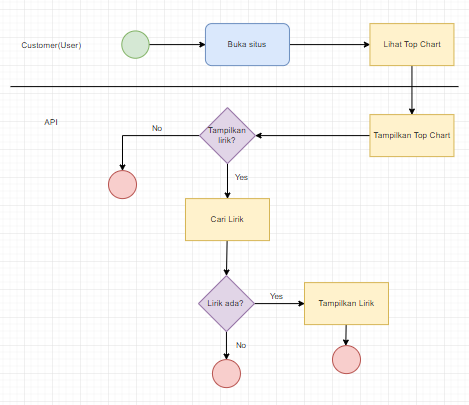 Customer(User)
Buka situs
Lihat Top Chart
API
No
Tampilkan
lirik?
Tampilkan Top Chart
Yes
Cari Lirik
Lirik ada?
Yes
Tampilkan Lirik
No